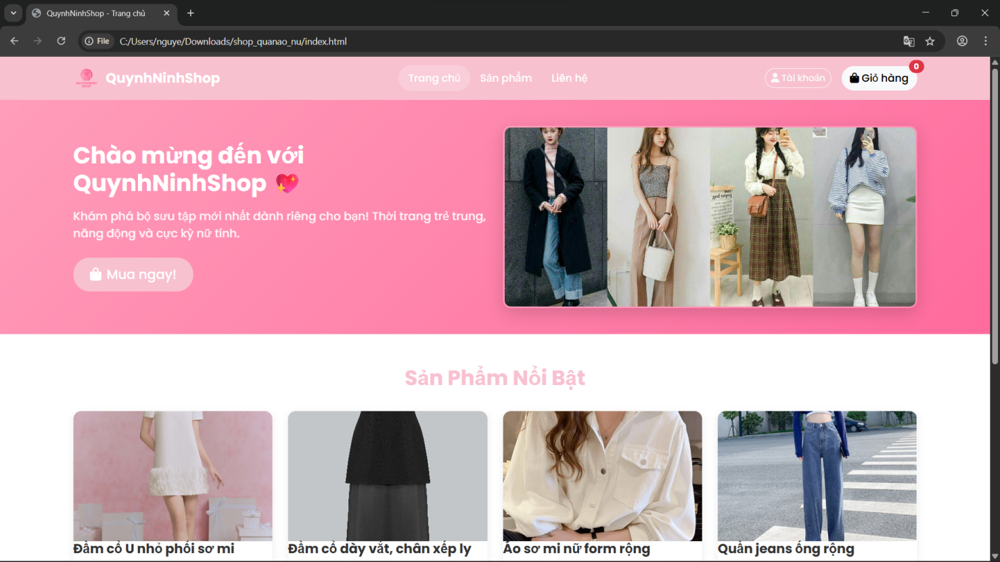 QuynhNinhShop - Trang chủ
File
C:/Users/nguye/Downloads/shop_quanao_nu/index.html
QUYNHNINH
SHOP
QuynhNinhShop
Trang chủ
Sản phẩm
Liên hệ
Tài khoản
Giỏ hàng
0
Chào mừng đến với
QuynhNinhShop 💖
Khám phá bộ sưu tập mới nhất dành riêng cho bạn! Thời trang trẻ trung,
năng động và cực kỳ nữ tính.
Mua ngay!
Sản Phẩm Nổi Bật
Đầm cổ U nhỏ phối sơ mi
Đầm cổ dày vắt, chân xếp ly
Áo sơ mi nữ form rộng
Quần jeans ống rộng